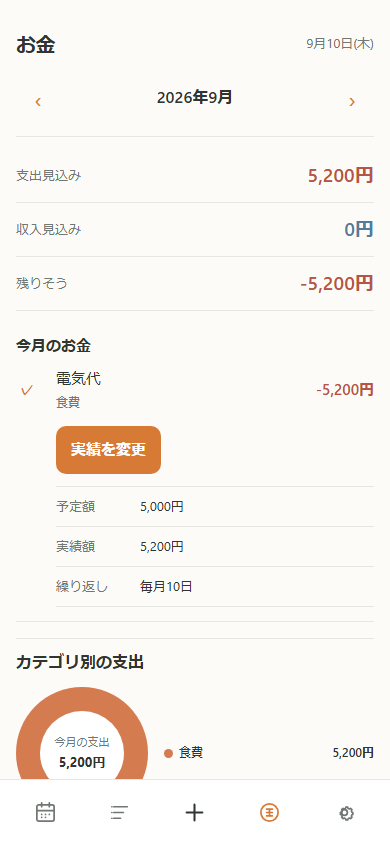 お金
9月10日(木)
‹ 2026年9月 ›
支出見込み 5,200円
収入見込み 0円
残りそう -5,200円
今月のお金
電気代
食費
-5,200円
実績を変更
予定額 5,000円
実績額 5,200円
繰り返し 毎月10日
カテゴリ別の支出
今月の支出
5,200円
食費 5,200円